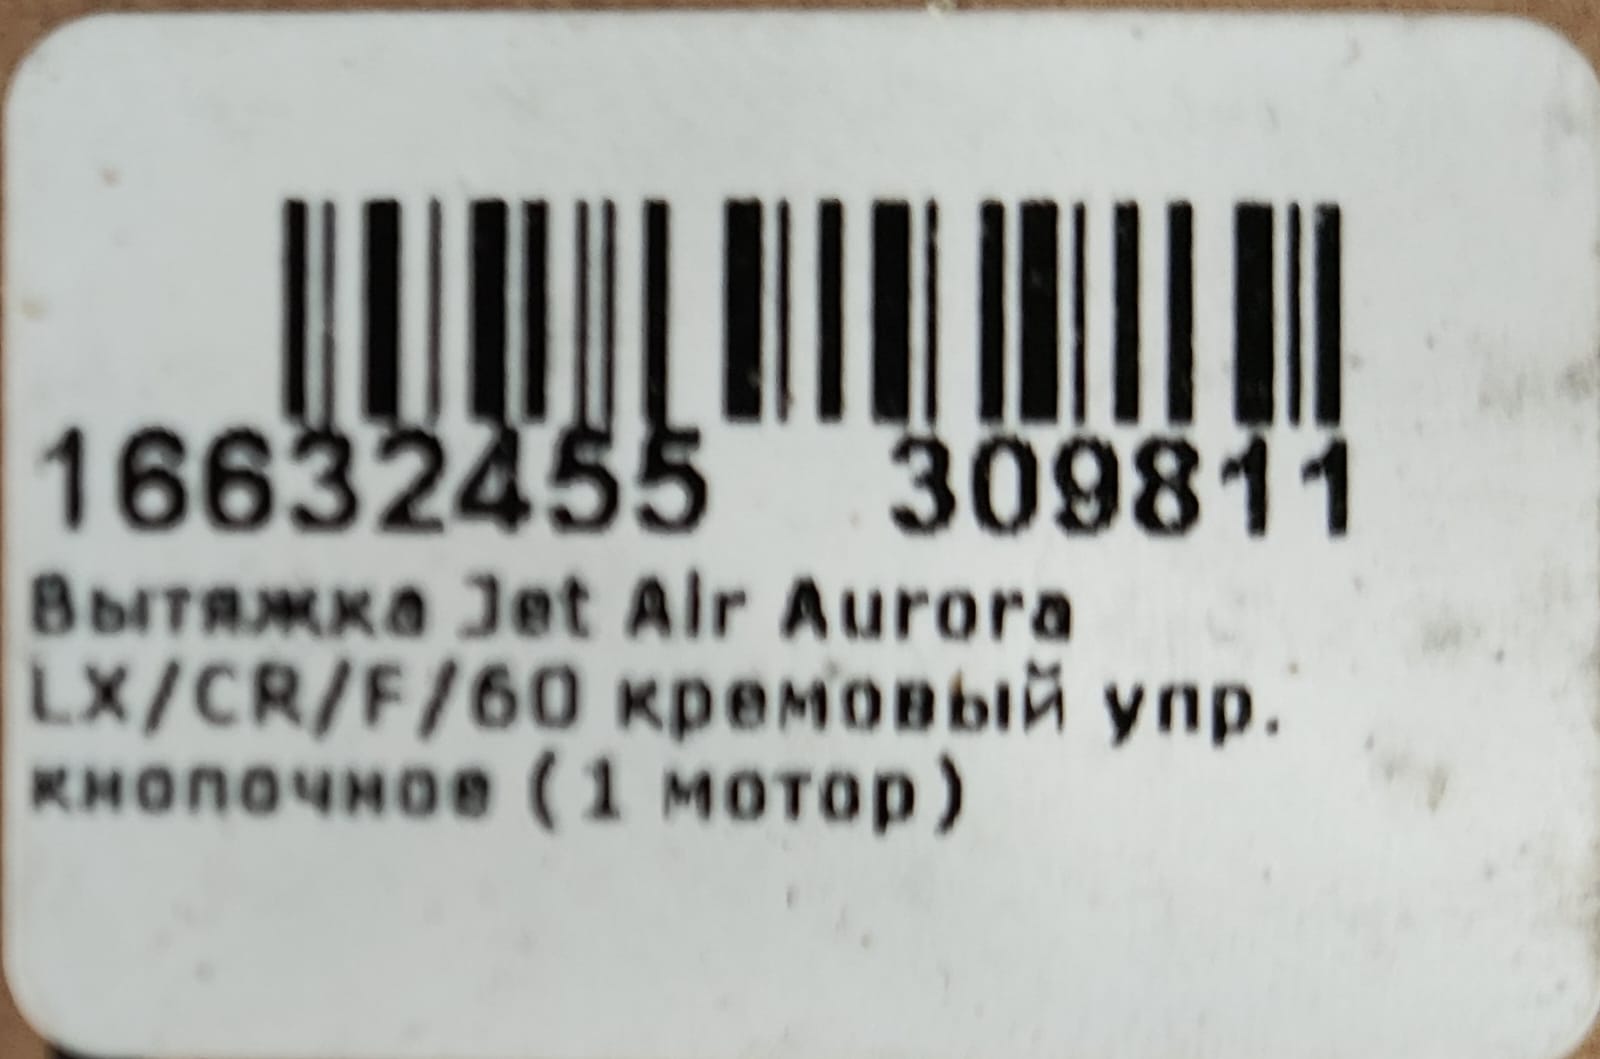 16632455 309811
Вытяжка Jet Air Aurora
LX/CR/F/60 кремовый упр.
кнопочное (1 мотор)